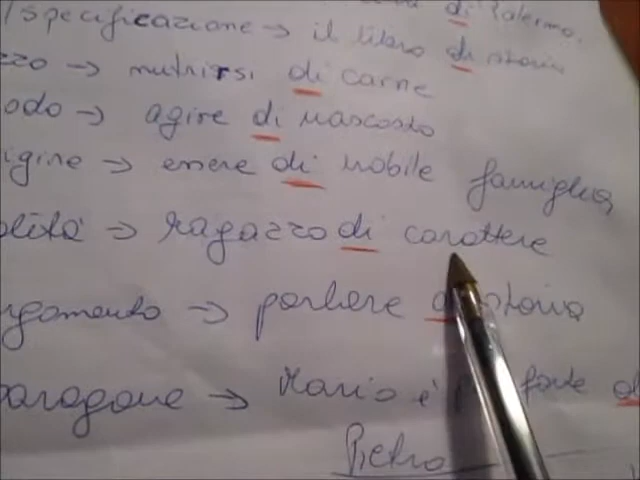 di Palermo.
/specificazione → il libro di storia
zzo → nutrirsi di carne
odo → agire di nascosto
igine → essere di nobile famiglia
alità → ragazzo di carattere
rgomento → parlare di storia
paragone → Mario è più forte di
Pietro